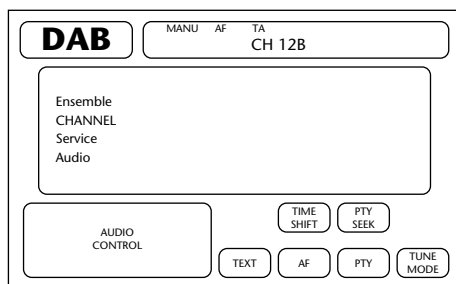 DAB
MANU AF TA
CH 12B
Ensemble
CHANNEL
Service
Audio
AUDIO
CONTROL
TIME
SHIFT
PTY
SEEK
TEXT
AF
PTY
TUNE
MODE